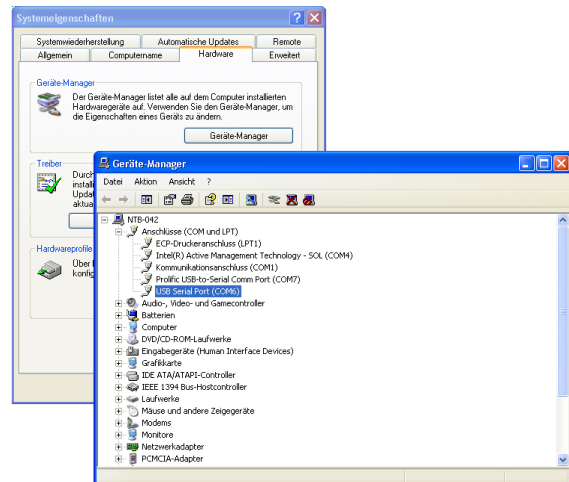 Systemeigenschaften
Systemwiederherstellung Automatische Updates Remote
Allgemein Computername Hardware Erweitert
Geräte-Manager
Der Geräte-Manager listet alle auf dem Computer installierten
Hardwaregeräte auf. Verwenden Sie den Geräte-Manager, um
die Eigenschaften eines Geräts zu ändern.
Geräte-Manager
Treiber
Durch
installi
Updat
aktua
Hardwareprofile
Über H
konfig
Geräte-Manager
Datei Aktion Ansicht ?
NTB-042
Anschlüsse (COM und LPT)
ECP-Druckeranschluss (LPT1)
Intel(R) Active Management Technology - SOL (COM4)
Kommunikationsanschluss (COM1)
Prolific USB-to-Serial Comm Port (COM7)
USB Serial Port (COM6)
Audio-, Video- und Gamecontroller
Batterien
Computer
DVD/CD-ROM-Laufwerke
Eingabegeräte (Human Interface Devices)
Grafikkarte
IDE ATA/ATAPI-Controller
IEEE 1394 Bus-Hostcontroller
Laufwerke
Mäuse und andere Zeigegeräte
Modems
Monitore
Netzwerkadapter
PCMCIA-Adapter